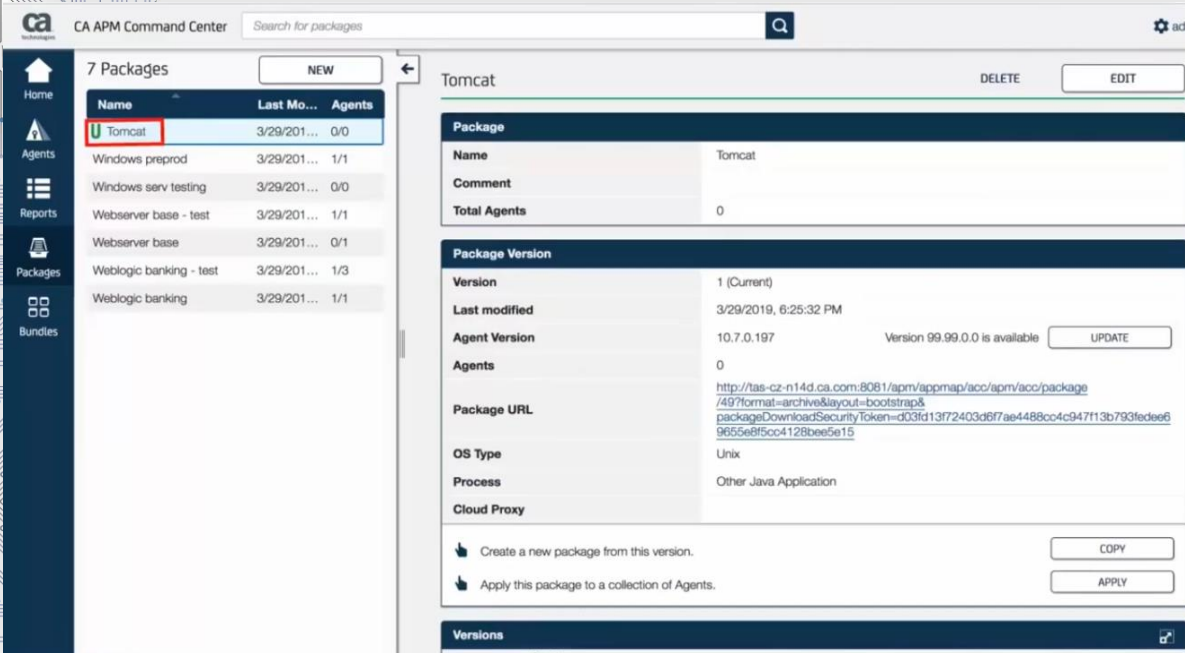 ca
technologies
CA APM Command Center
Search for packages
ad
Home
Agents
Reports
Packages
Bundles
7 Packages
NEW
Name Last Mo... Agents
U Tomcat 3/29/201... 0/0
Windows preprod 3/29/201... 1/1
Windows serv testing 3/29/201... 0/0
Webserver base - test 3/29/201... 1/1
Webserver base 3/29/201... 0/1
Weblogic banking - test 3/29/201... 1/3
Weblogic banking 3/29/201... 1/1
Tomcat
DELETE
EDIT
Package
Name Tomcat
Comment
Total Agents 0
Package Version
Version 1 (Current)
Last modified 3/29/2019, 6:25:32 PM
Agent Version 10.7.0.197 Version 99.99.0.0 is available UPDATE
Agents 0
Package URL
http://tas-cz-n14d.ca.com:8081/apm/appmap/acc/apm/acc/package
/49?format=archive&layout=bootstrap&
packageDownloadSecurityToken=d03fd13f72403d6f7ae4488cc4c947f13b793fedee6
9655e8f5cc4128bee5e15
OS Type Unix
Process Other Java Application
Cloud Proxy
Create a new package from this version. COPY
Apply this package to a collection of Agents. APPLY
Versions